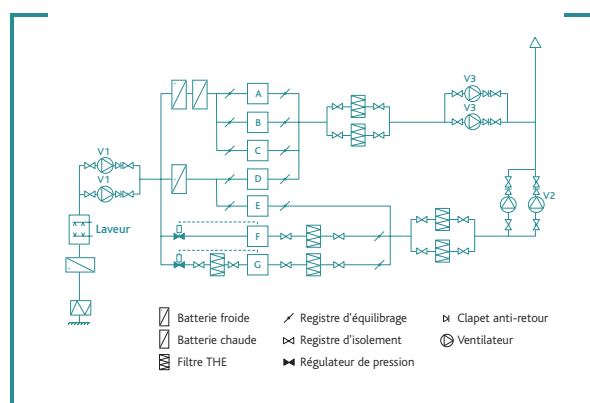 V3
A
V3
B
V1
C
V1
D
V2
E
Laveur
F
G
Batterie froide
Registre d'équilibrage
Clapet anti-retour
Batterie chaude
Registre d'isolement
Ventilateur
Filtre THE
Régulateur de pression